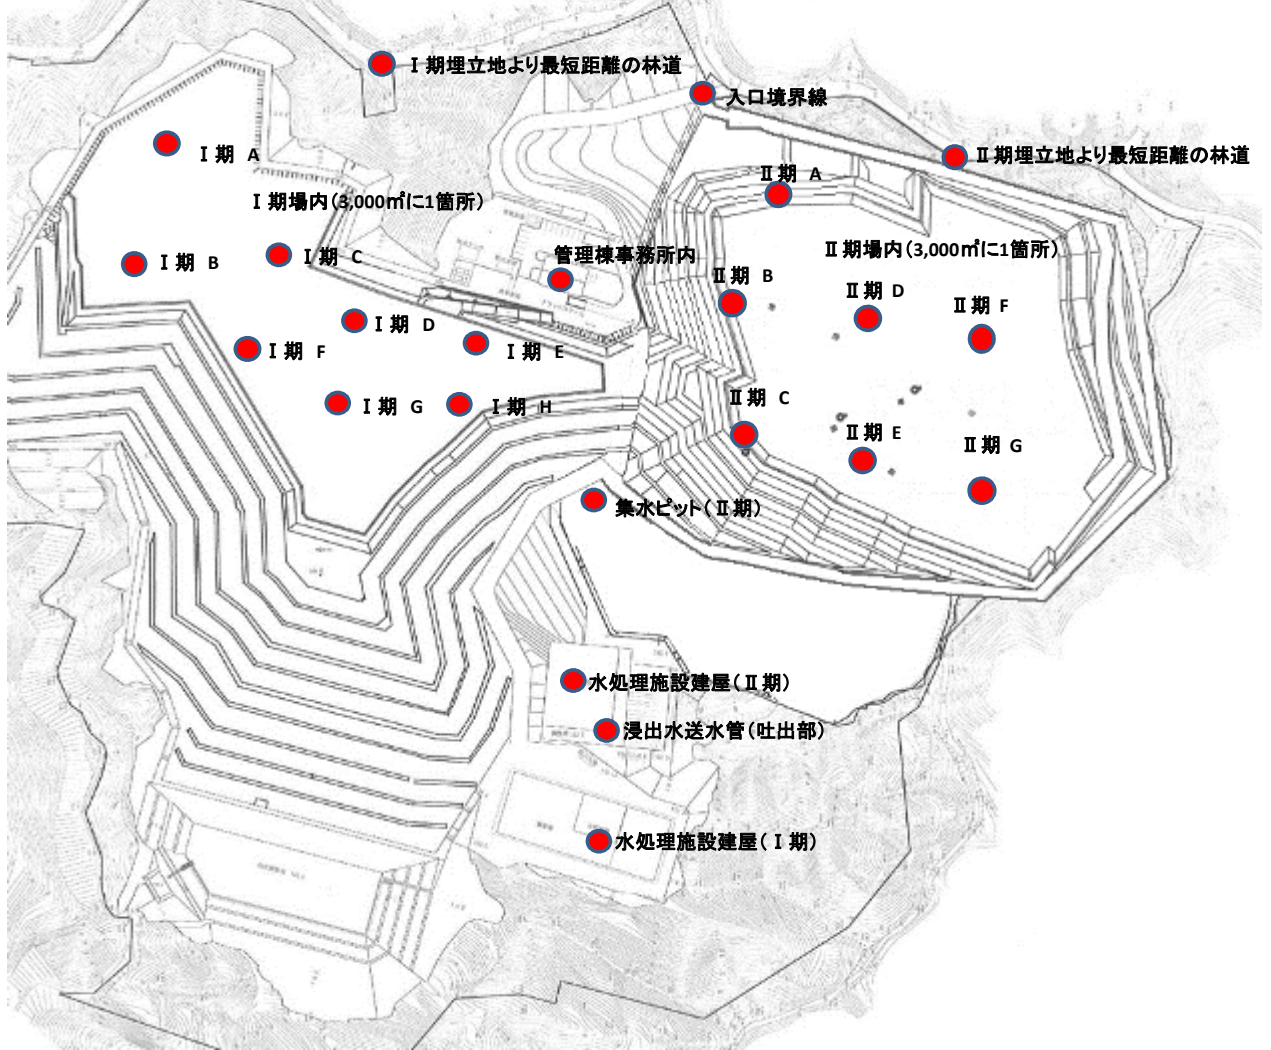 Ⅰ期埋立地より最短距離の林道
入口境界線
Ⅱ期埋立地より最短距離の林道
Ⅰ期 A
Ⅱ期 A
Ⅰ期場内(3,000㎡に1箇所)
Ⅱ期場内(3,000㎡に1箇所)
管理棟事務所内
Ⅰ期 B
Ⅰ期 C
Ⅱ期 B
Ⅱ期 D
Ⅱ期 F
Ⅰ期 D
Ⅰ期 F
Ⅰ期 E
Ⅱ期 C
Ⅰ期 G
Ⅰ期 H
Ⅱ期 E
Ⅱ期 G
集水ピット(Ⅱ期)
水処理施設建屋(Ⅱ期)
浸出水送水管(吐出部)
水処理施設建屋(Ⅰ期)